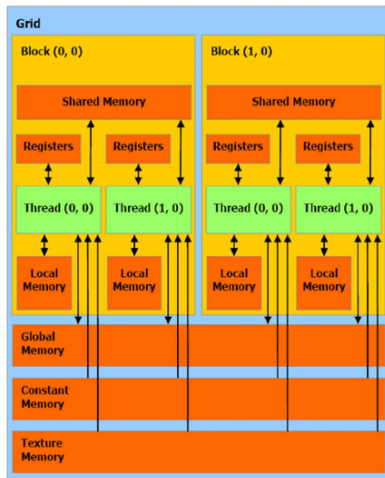 Grid
Block (0, 0)
Block (1, 0)
Shared Memory
Shared Memory
Registers
Registers
Registers
Registers
Thread (0, 0)
Thread (1, 0)
Thread (0, 0)
Thread (1, 0)
Local
Memory
Local
Memory
Local
Memory
Local
Memory
Global
Memory
Constant
Memory
Texture
Memory